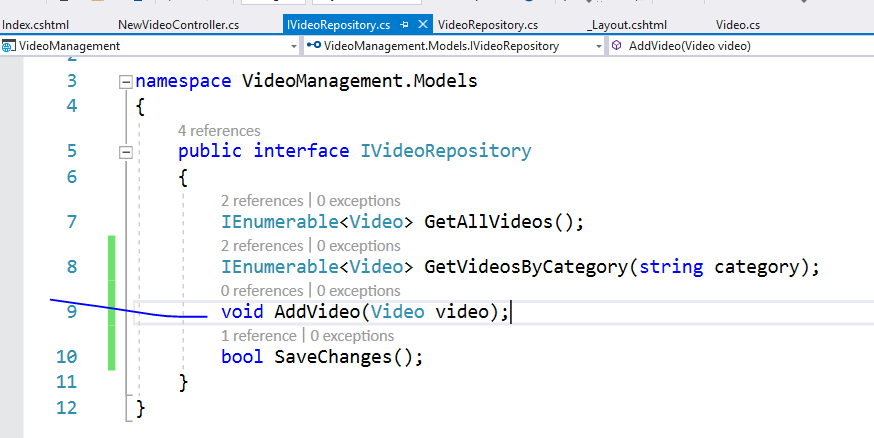 Index.cshtml NewVideoController.cs IVideoRepository.cs VideoRepository.cs _Layout.cshtml Video.cs
VideoManagement VideoManagement.Models.IVideoRepository AddVideo(Video video)
3 namespace VideoManagement.Models
4 {
4 references
5 public interface IVideoRepository
6 {
2 references | 0 exceptions
7 IEnumerable<Video> GetAllVideos();
2 references | 0 exceptions
8 IEnumerable<Video> GetVideosByCategory(string category);
0 references | 0 exceptions
9 void AddVideo(Video video);
1 reference | 0 exceptions
10 bool SaveChanges();
11 }
12 }